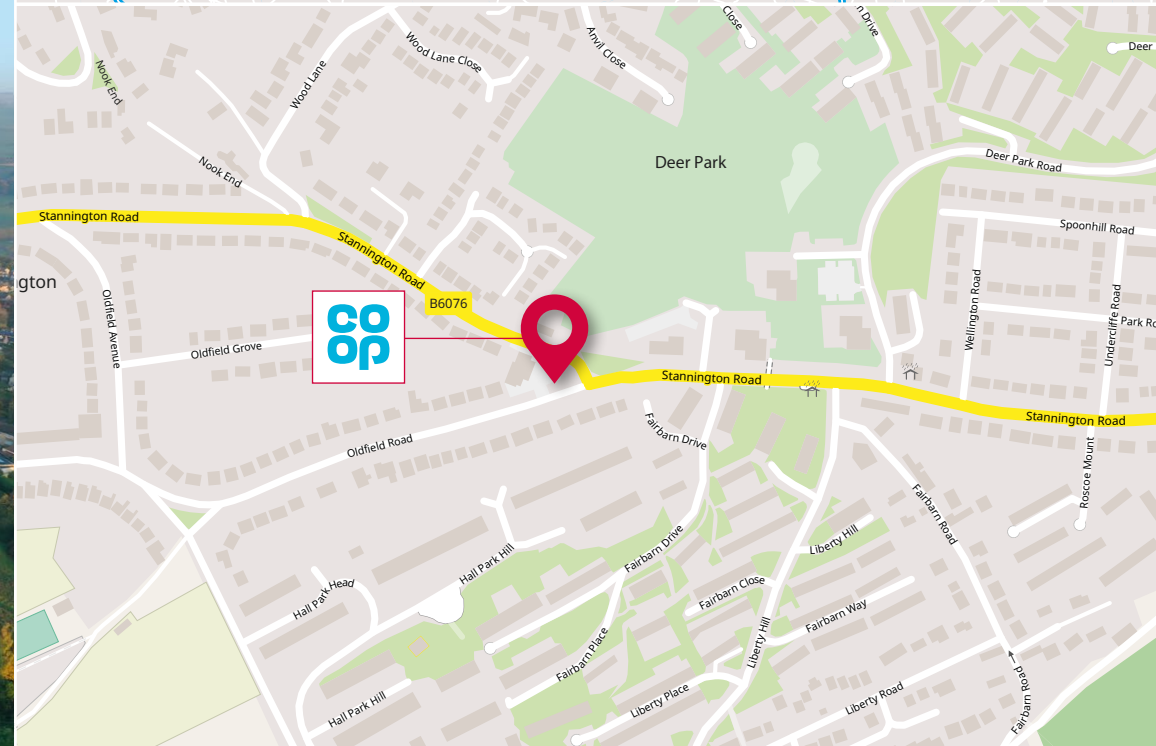 Close
n Drive
Deer
Nook End
Wood Lane
Wood Lane Close
Anvil Close
Nook End
Deer Park
Deer Park Road
Stannington Road
Stannington Road
Spoonhill Road
ngton
Oldfield Avenue
B6076
Wellington Road
Undercliffe Road
Park Ro
Oldfield Grove
CO
OP
Stannington Road
Stannington Road
Oldfield Road
Fairbarn Drive
Roscoe Mount
Fairbarn Road
Hall Park Head
Hall Park Hill
Fairbarn Drive
Liberty Hill
Fairbarn Close
Fairbarn Way
Fairbarn Place
Liberty Hill
Hall Park Hill
Liberty Place
Liberty Road
Fairbarn Road